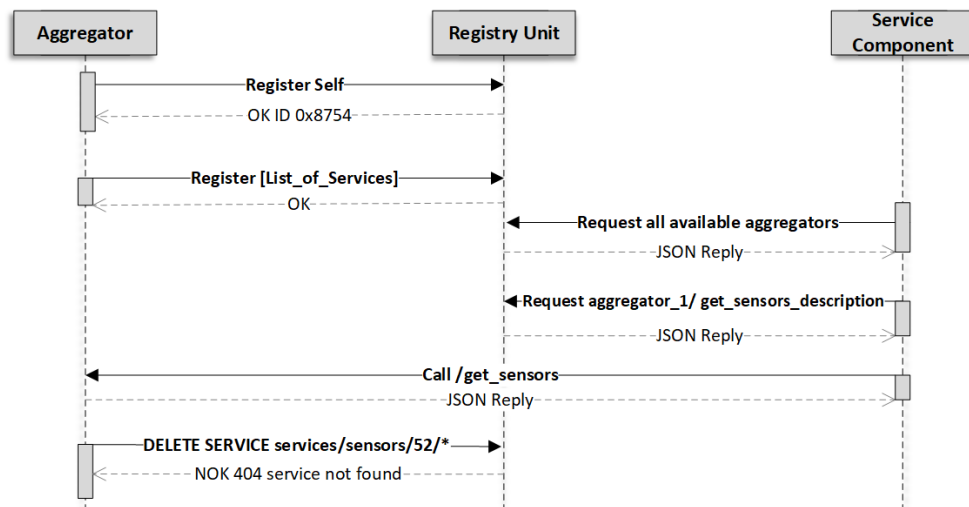 Aggregator
Registry Unit
Service
Component
Register Self
OK ID 0x8754
Register [List_of_Services]
OK
Request all available aggregators
JSON Reply
Request aggregator_1/ get_sensors_description
JSON Reply
Call /get_sensors
JSON Reply
DELETE SERVICE services/sensors/52/*
NOK 404 service not found